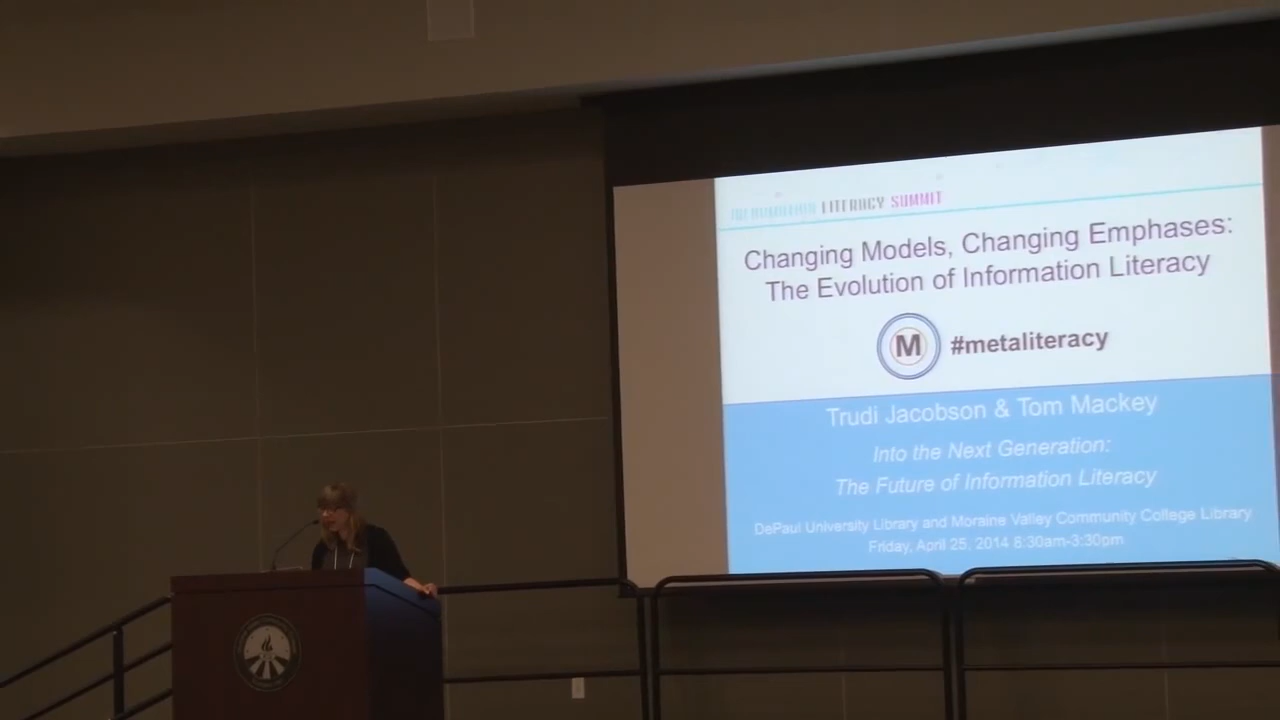 INFORMATION LITERACY SUMMIT
Changing Models, Changing Emphases:
The Evolution of Information Literacy
M #metaliteracy
Trudi Jacobson & Tom Mackey
Into the Next Generation:
The Future of Information Literacy
DePaul University Library and Moraine Valley Community College Library
Friday, April 25, 2014 8:30am-3:30pm